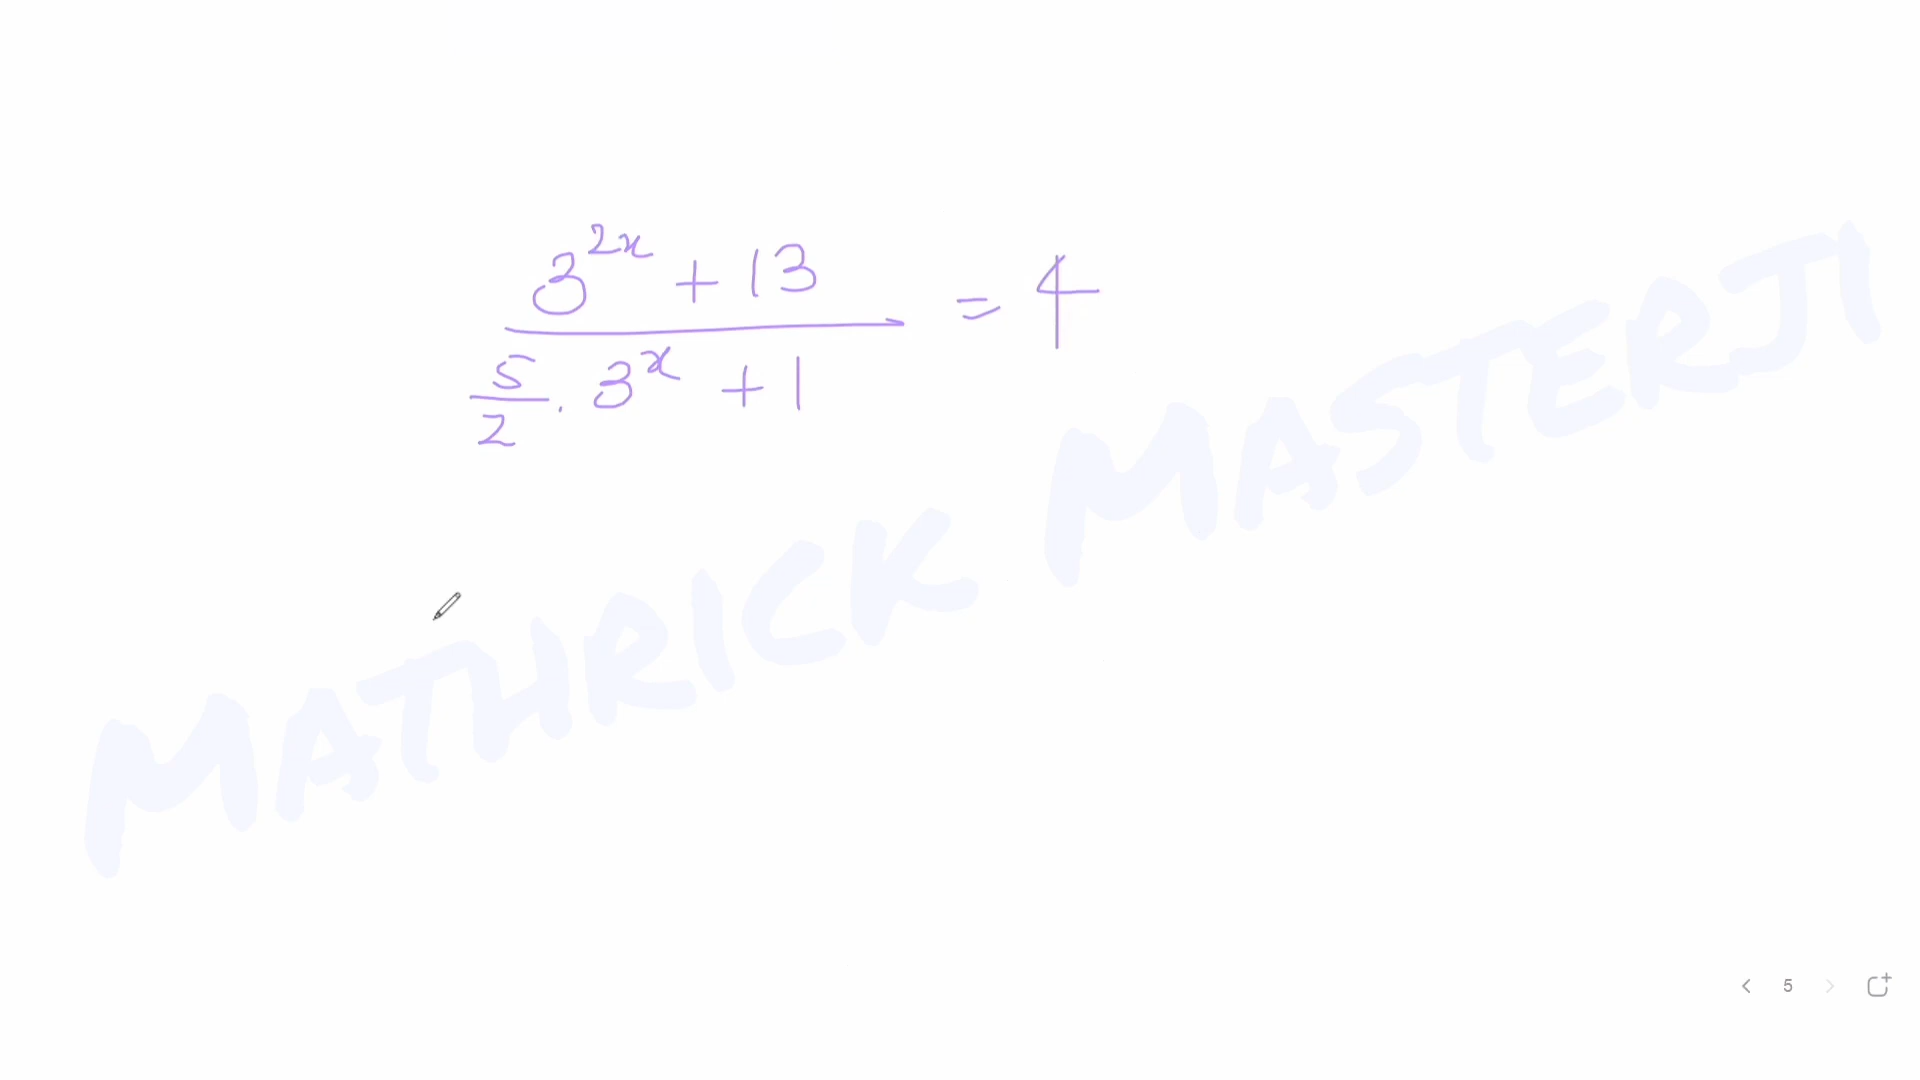 3^{2x} + 13
/ 5/2 . 3^x + 1 = 4
MATHRICK MASTERJI
5